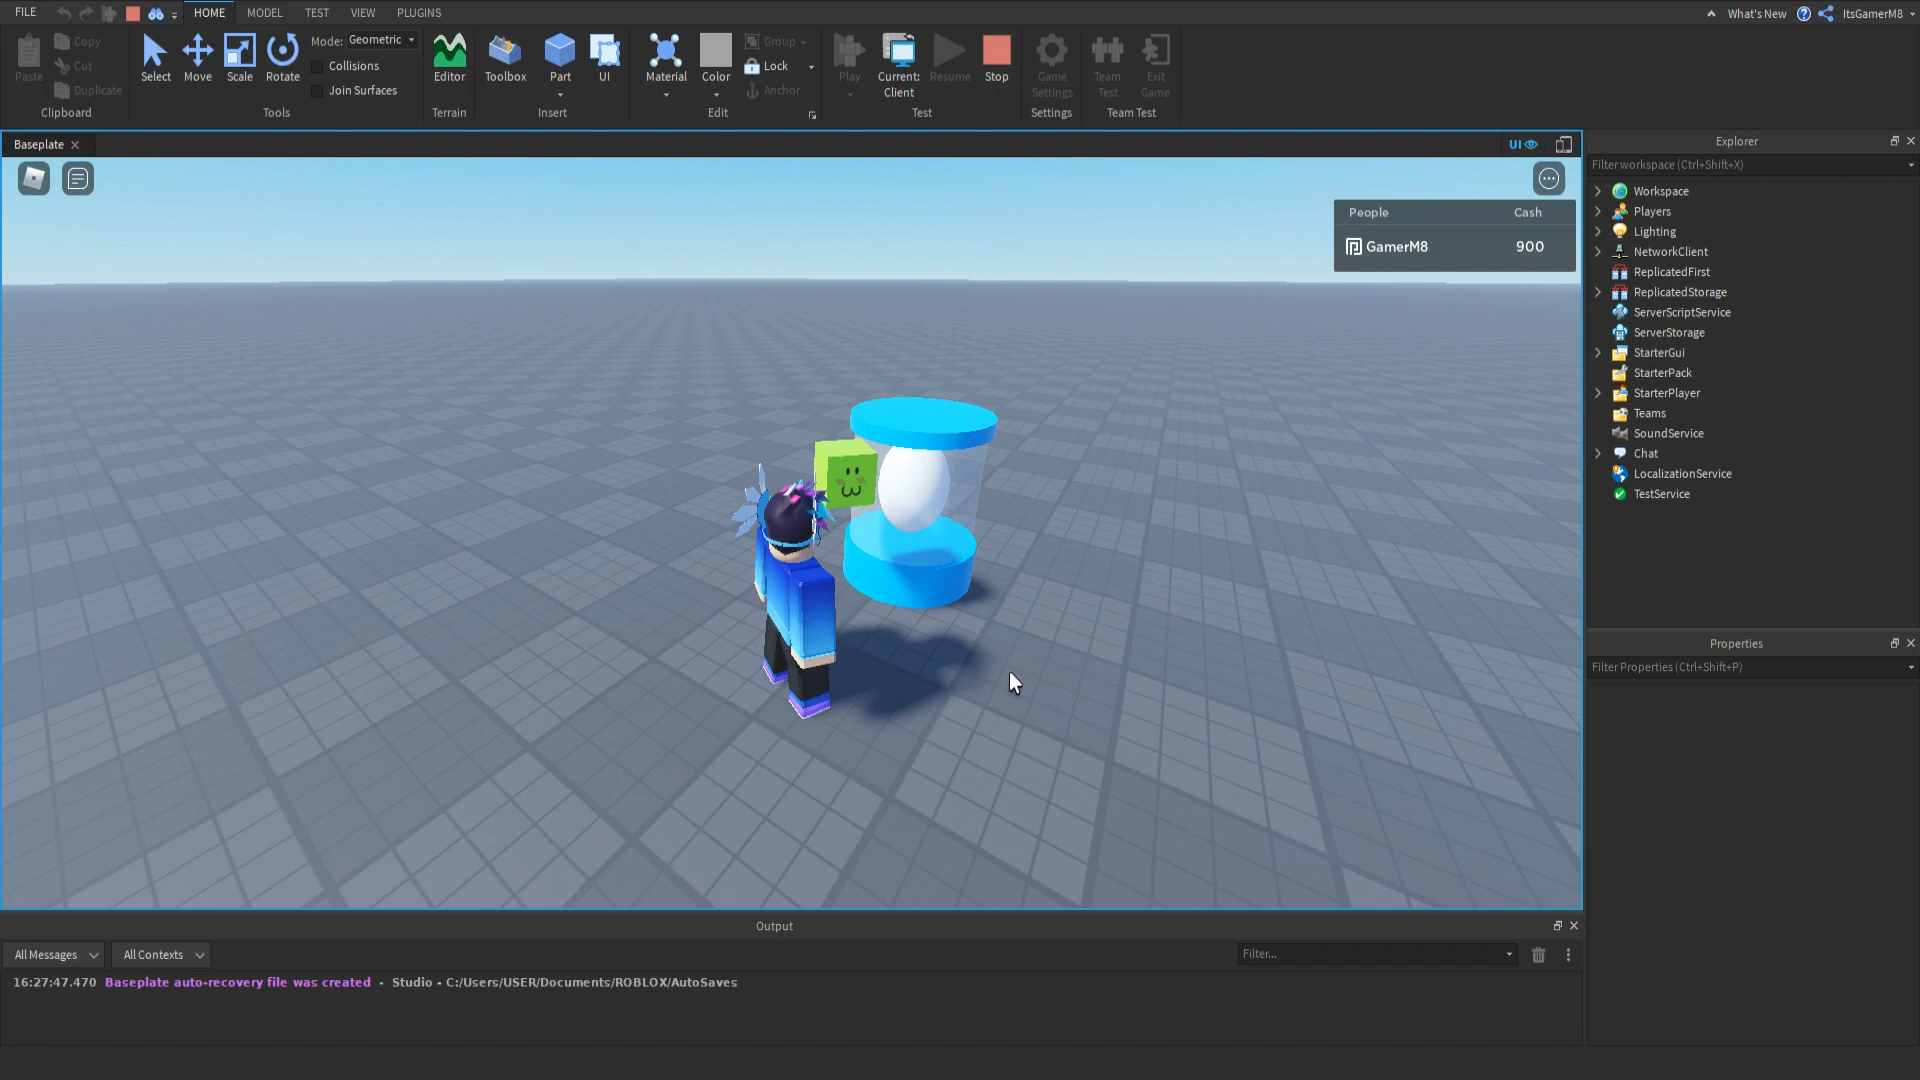 FILE HOME MODEL TEST VIEW PLUGINS What's New ItsGamerM8
Paste Copy Cut Duplicate
Clipboard
Select Move Scale Rotate
Mode: Geometric
Collisions
Join Surfaces
Tools
Editor
Terrain
Toolbox Part UI
Insert
Material Color Group Lock Anchor
Edit
Play Current: Client Resume Stop
Test
Game Settings
Settings
Team Test Exit Game
Team Test
Baseplate
UI
People Cash
GamerM8 900
Explorer
Filter workspace (Ctrl+Shift+X)
Workspace
Players
Lighting
NetworkClient
ReplicatedFirst
ReplicatedStorage
ServerScriptService
ServerStorage
StarterGui
StarterPack
StarterPlayer
Teams
SoundService
Chat
LocalizationService
TestService
Properties
Filter Properties (Ctrl+Shift+P)
Output
All Messages All Contexts Filter...
16:27:47.470 Baseplate auto-recovery file was created - Studio - C:/Users/USER/Documents/ROBLOX/AutoSaves